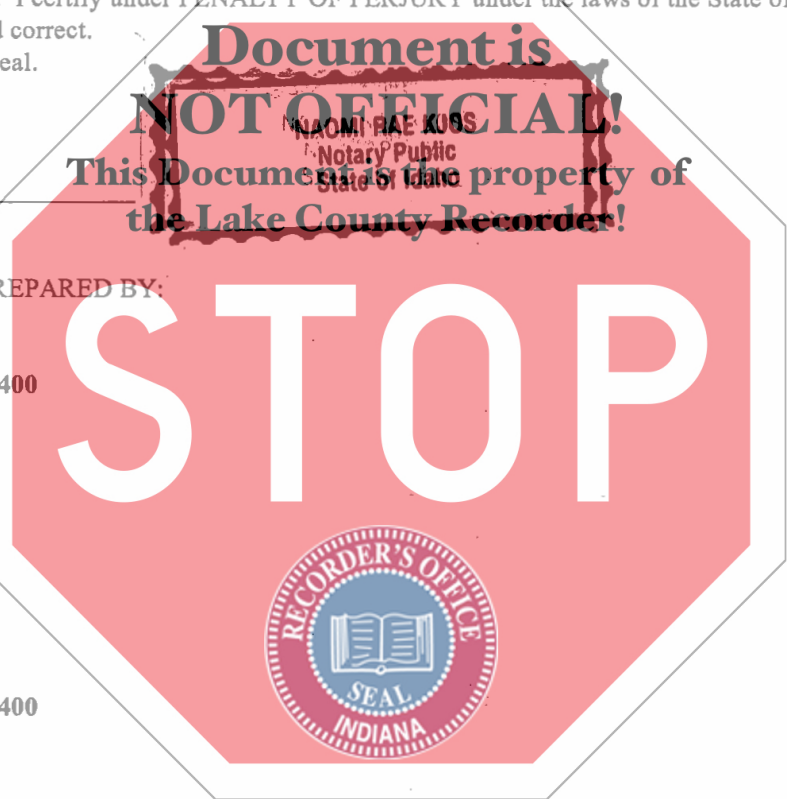 I certify under PENALTY OF PERJURY under the laws of the State of
correct.
eal.
Document is
NOT OFFICIAL!
NAOMI RAE
Notary Public
State of Idaho
This Document is the property of
the Lake County Recorder!
REPARED BY:
400
STOP
RECORDER'S OFFICE
SEAL
INDIANA
400